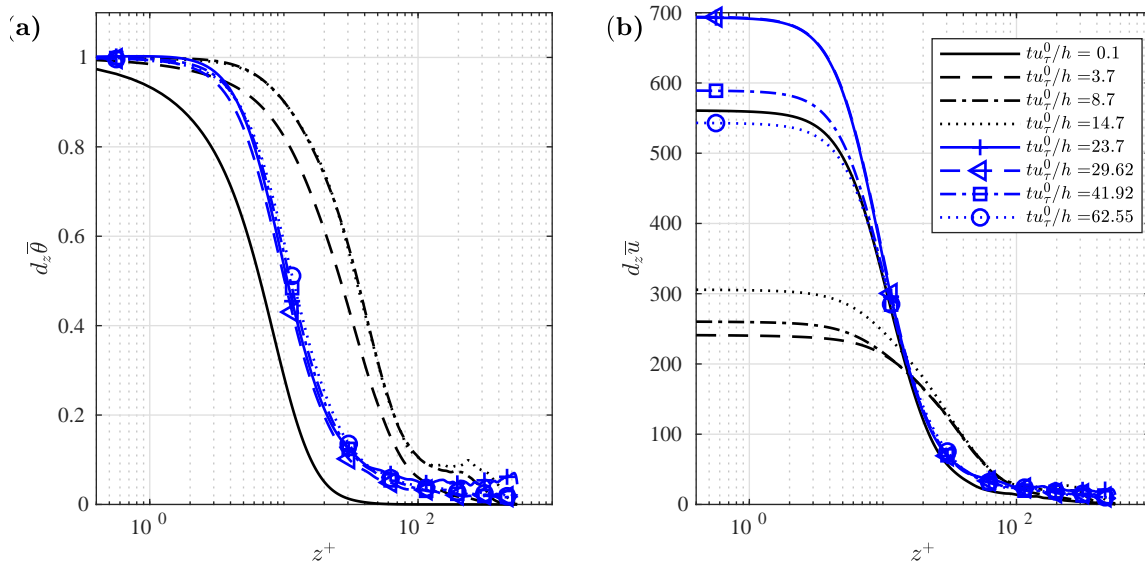 (a)
1
0.8
0.6
0.4
0.2
0
10^0
10^2
z^+
d_z\overline{θ}
(b)
700
600
500
400
300
200
100
0
10^0
10^2
z^+
d_z\overline{u}
tu_τ^0/h = 0.1
tu_τ^0/h =3.7
tu_τ^0/h =8.7
tu_τ^0/h = 14.7
tu_τ^0/h =23.7
tu_τ^0/h =29.62
tu_τ^0/h =41.92
tu_τ^0/h =62.55